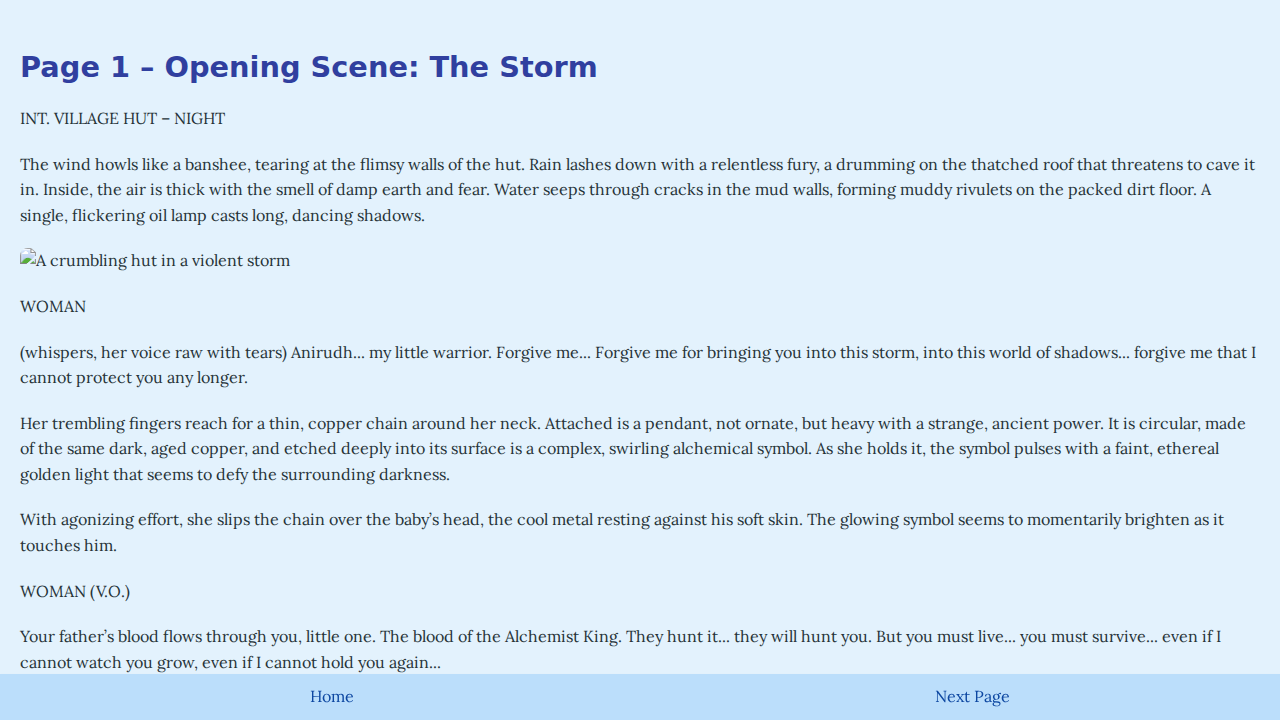 Page 1 – Opening Scene: The Storm
INT. VILLAGE HUT – NIGHT
The wind howls like a banshee, tearing at the flimsy walls of the hut. Rain lashes down with a relentless fury, a drumming on the thatched roof that threatens to cave it
in. Inside, the air is thick with the smell of damp earth and fear. Water seeps through cracks in the mud walls, forming muddy rivulets on the packed dirt floor. A
single, flickering oil lamp casts long, dancing shadows.
A crumbling hut in a violent storm
WOMAN
(whispers, her voice raw with tears) Anirudh... my little warrior. Forgive me... Forgive me for bringing you into this storm, into this world of shadows... forgive me that I
cannot protect you any longer.
Her trembling fingers reach for a thin, copper chain around her neck. Attached is a pendant, not ornate, but heavy with a strange, ancient power. It is circular, made
of the same dark, aged copper, and etched deeply into its surface is a complex, swirling alchemical symbol. As she holds it, the symbol pulses with a faint, ethereal
golden light that seems to defy the surrounding darkness.
With agonizing effort, she slips the chain over the baby’s head, the cool metal resting against his soft skin. The glowing symbol seems to momentarily brighten as it
touches him.
WOMAN (V.O.)
Your father’s blood flows through you, little one. The blood of the Alchemist King. They hunt it... they will hunt you. But you must live... you must survive... even if I
cannot watch you grow, even if I cannot hold you again...
Home
Next Page